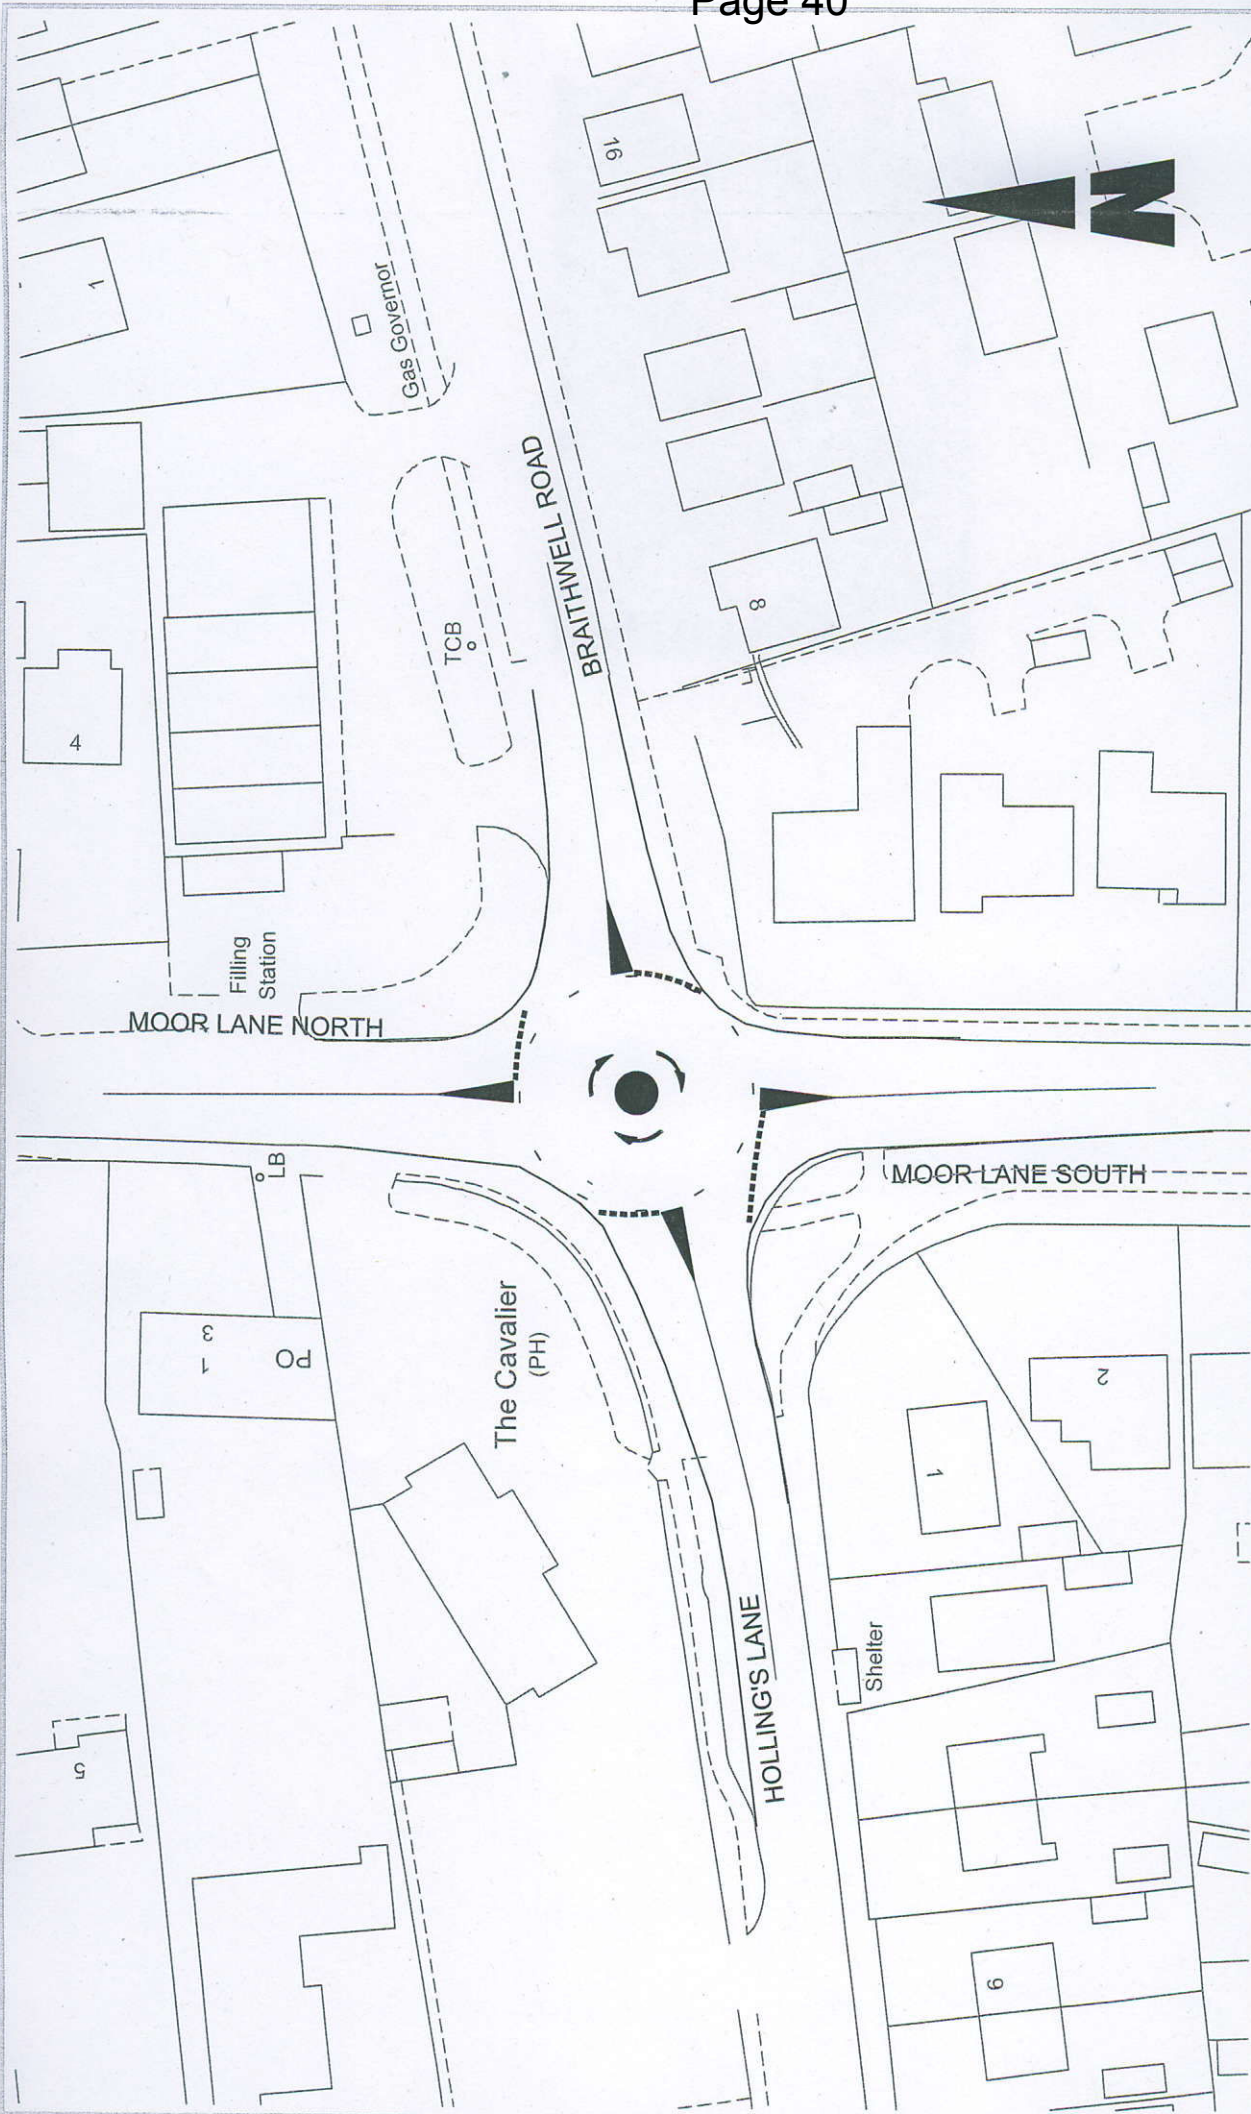 Page 40
16
N
1
Gas Governor
BRAITHWELL ROAD
TCB
8
4
Filling
Station
MOOR LANE NORTH
LB
MOOR LANE SOUTH
3
1
PO
The Cavalier
(PH)
2
1
HOLLING'S LANE
Shelter
5
9